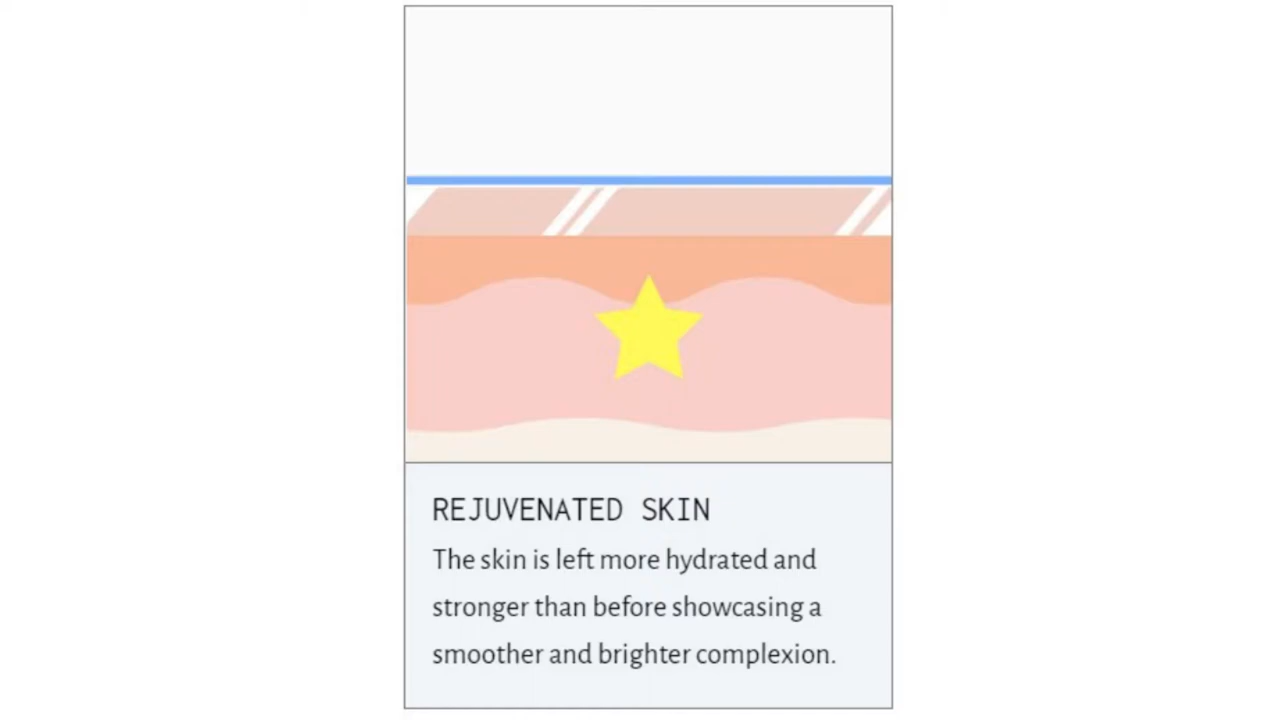 REJUVENATED SKIN
The skin is left more hydrated and
stronger than before showcasing a
smoother and brighter complexion.